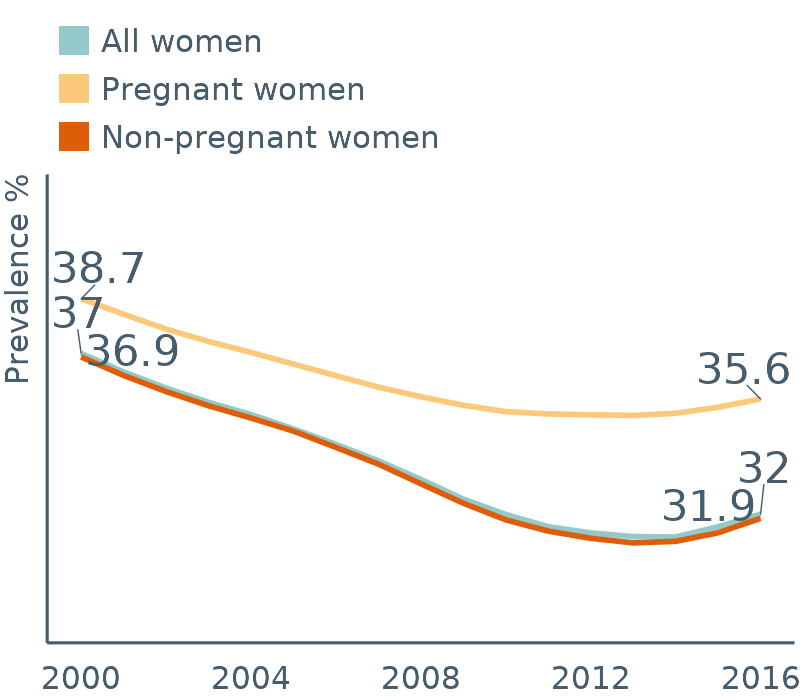 All women
Pregnant women
Non-pregnant women
Prevalence %
38.7
37
36.9
35.6
32
31.9
2000 2004 2008 2012 2016